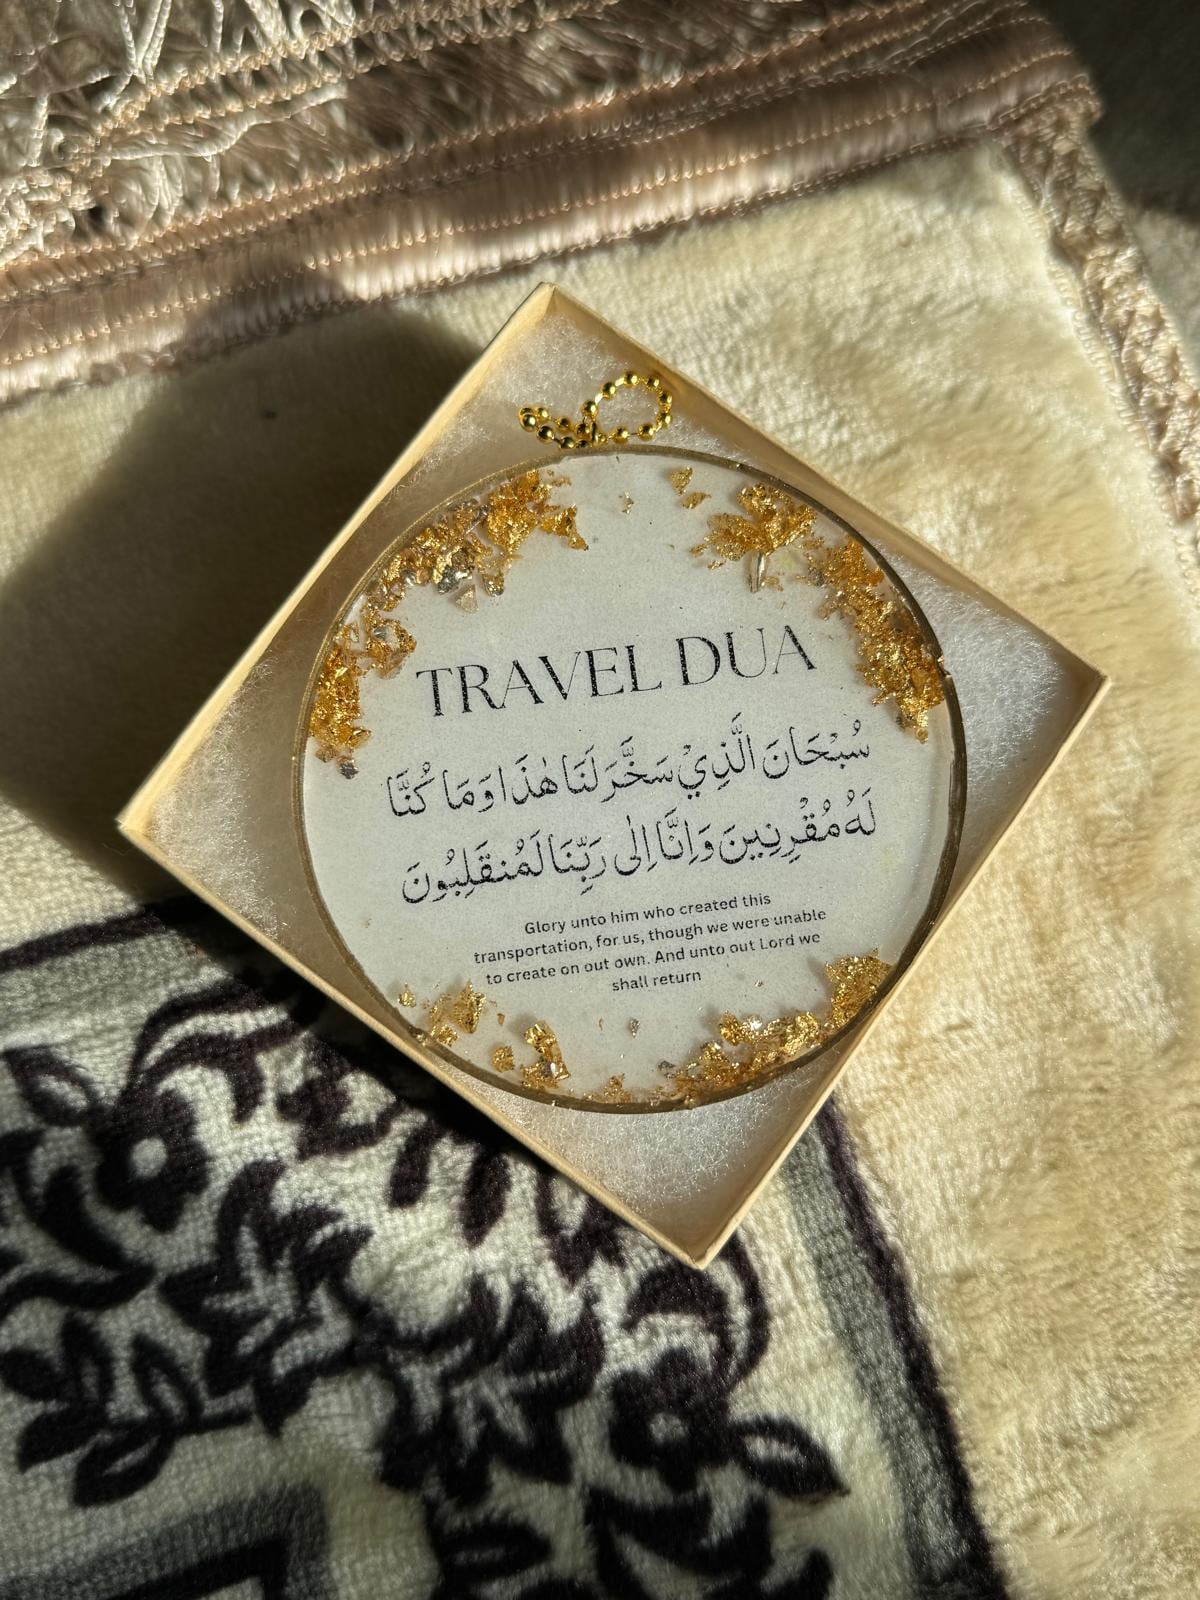 TRAVEL DUA
سُبْحَانَ الَّذِيْ سَخَّرَ لَنَا هٰذَا وَمَا كُنَّا
لَهُ مُقْرِنِينَ وَاِنَّا اِلٰى رَبِّنَا لَمُنقَلِبُونَ
Glory unto him who created this
transportation, for us, though we were unable
to create on out own. And unto out Lord we
shall return